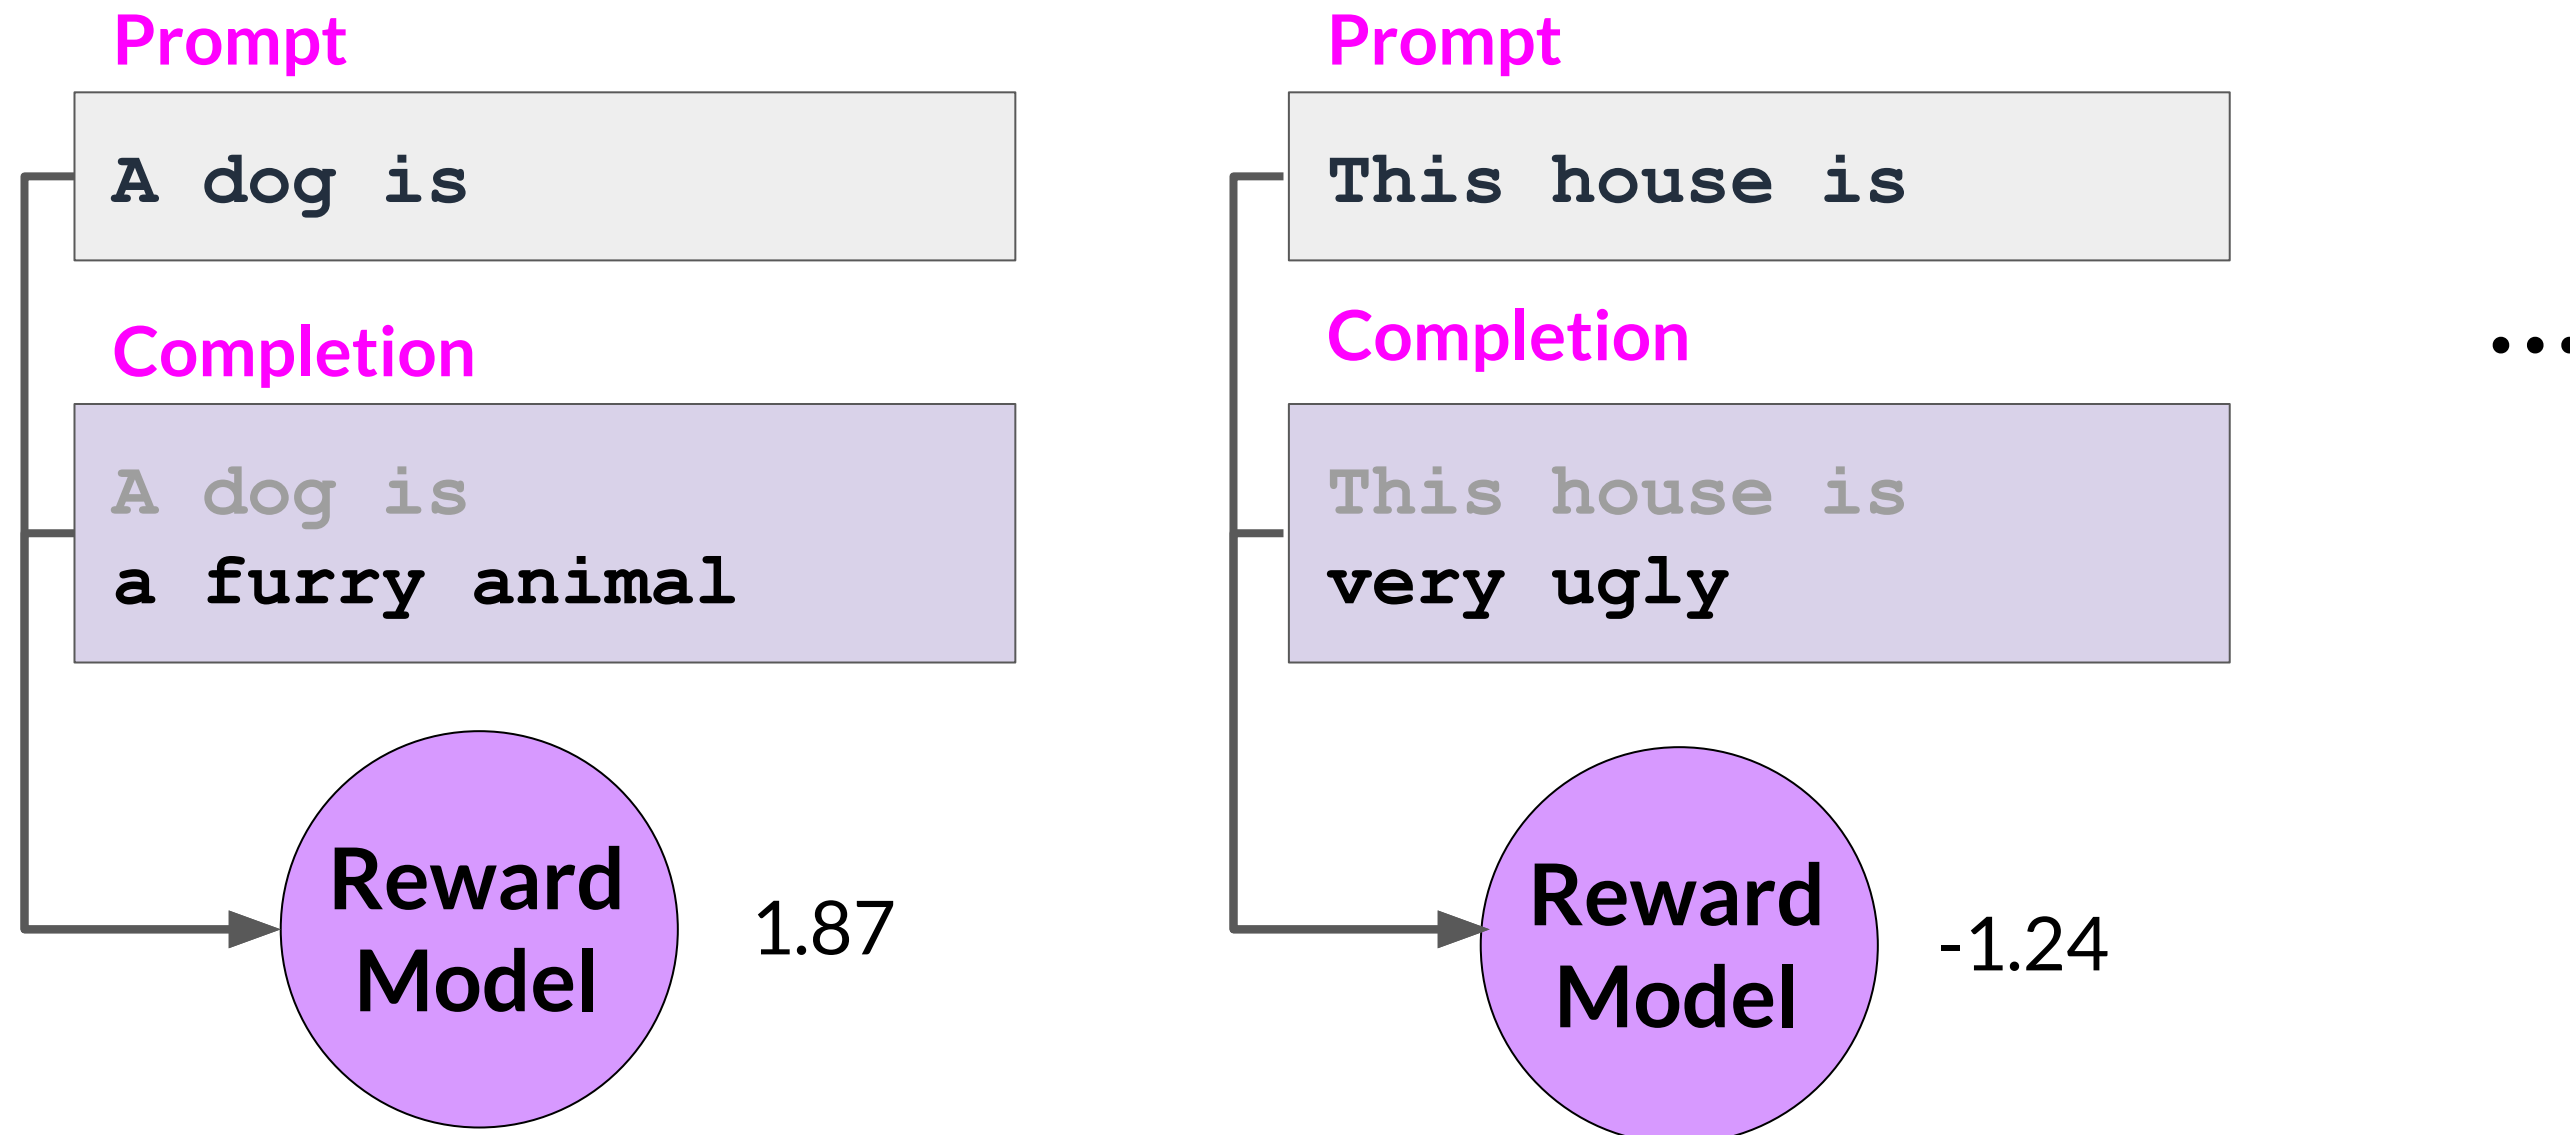 Prompt
A dog is
Completion
A dog is
a furry animal
Reward
Model
1.87
Prompt
This house is
Completion
This house is
very ugly
Reward
Model
-1.24
...